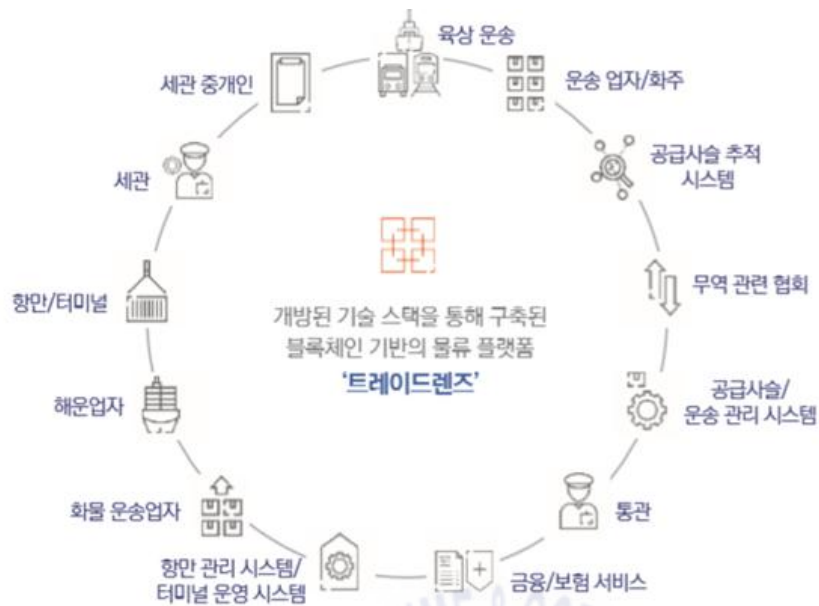 육상 운송
운송 업자/화주
공급사슬 추적
시스템
무역 관련 협회
공급사슬/
운송 관리 시스템
통관
금융/보험 서비스
항만 관리 시스템/
터미널 운영 시스템
화물 운송업자
해운업자
항만/터미널
세관
세관 중개인
개방된 기술 스택을 통해 구축된
블록체인 기반의 물류 플랫폼
‘트레이드렌즈’